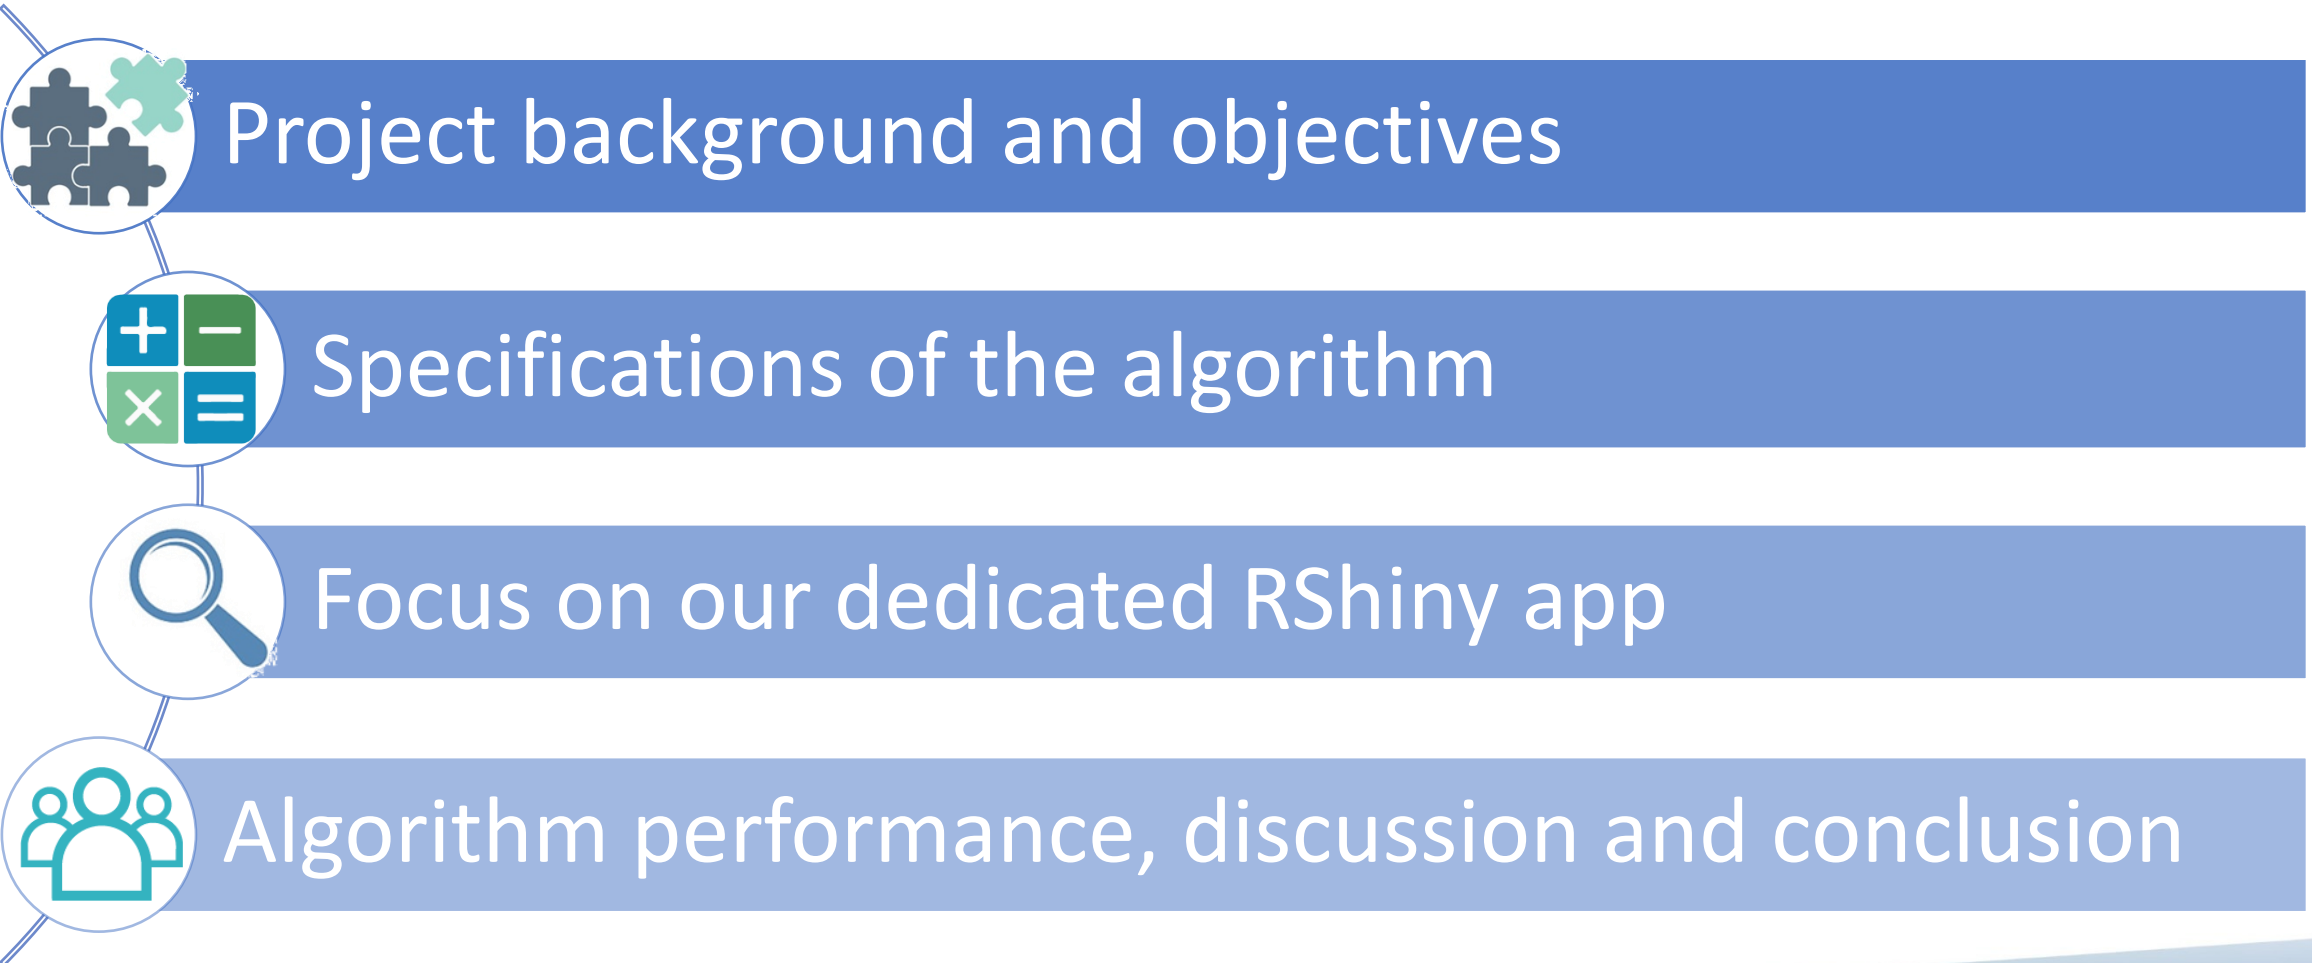 Project background and objectives
Specifications of the algorithm
Focus on our dedicated RShiny app
Algorithm performance, discussion and conclusion